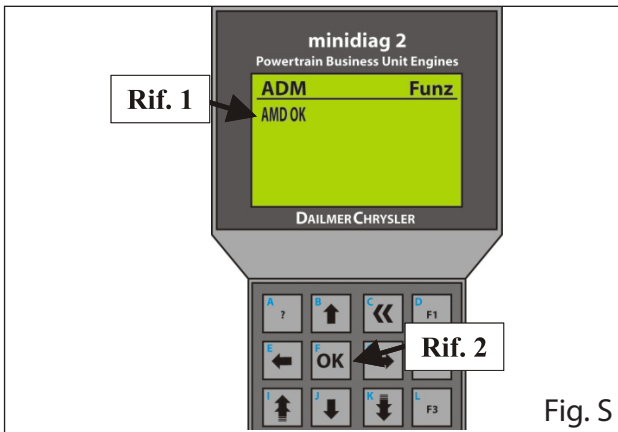 minidiag 2
Powertrain Business Unit Engines
ADM Funz
Rif. 1
AMD OK
DAILMERCHRYSLER
A ? B C D F1
E F OK Rif. 2
I J K L F3
Fig. S